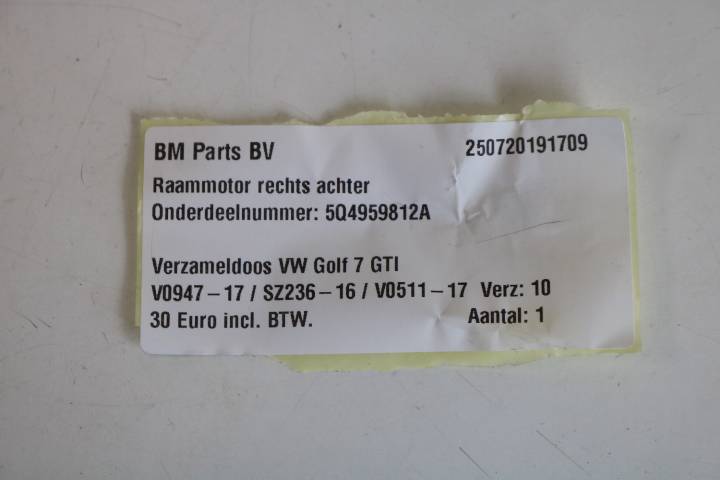 BM Parts BV 250720191709
Raammotor rechts achter
Onderdeelnummer: 5Q4959812A
Verzameldoos VW Golf 7 GTI
V0947-17 / SZ236-16 / V0511-17 Verz: 10
30 Euro incl. BTW. Aantal: 1